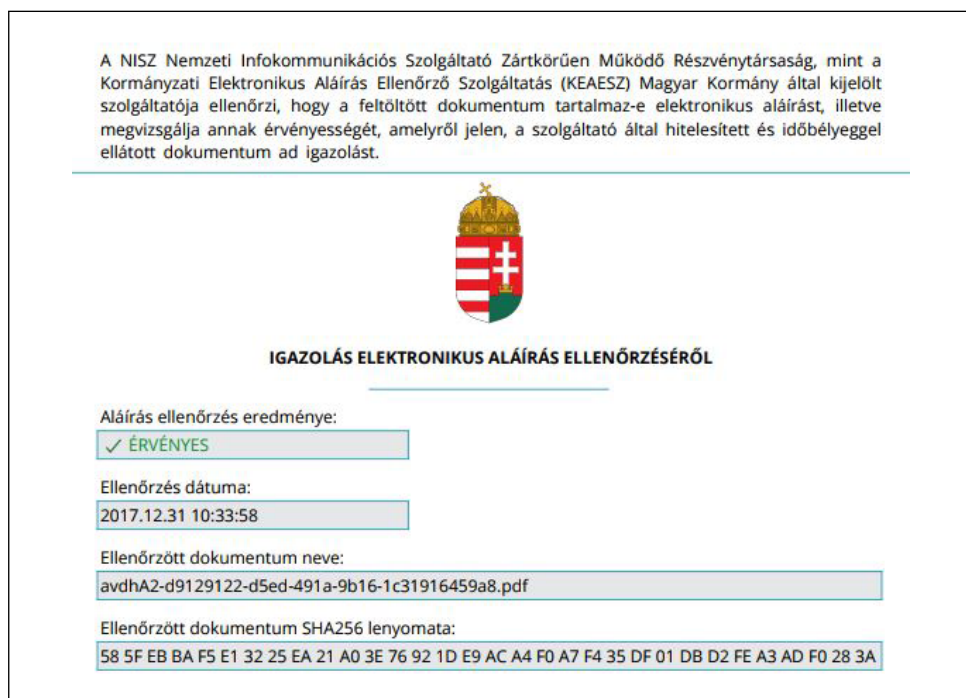 A NISZ Nemzeti Infokommunikációs Szolgáltató Zártkörűen Működő Részvénytársaság, mint a
Kormányzati Elektronikus Aláírás Ellenőrző Szolgáltatás (KEAESZ) Magyar Kormány által kijelölt
szolgáltatója ellenőrzi, hogy a feltöltött dokumentum tartalmaz-e elektronikus aláírást, illetve
megvizsgálja annak érvényességét, amelyről jelen, a szolgáltató által hitelesített és időbélyeggel
ellátott dokumentum ad igazolást.
IGAZOLÁS ELEKTRONIKUS ALÁÍRÁS ELLENŐRZÉSÉRŐL
Aláírás ellenőrzés eredménye:
✓ ÉRVÉNYES
Ellenőrzés dátuma:
2017.12.31 10:33:58
Ellenőrzött dokumentum neve:
avdhA2-d9129122-d5ed-491a-9b16-1c31916459a8.pdf
Ellenőrzött dokumentum SHA256 lenyomata:
58 5F EB BA F5 E1 32 25 EA 21 A0 3E 76 92 1D E9 AC A4 F0 A7 F4 35 DF 01 DB D2 FE A3 AD F0 28 3A